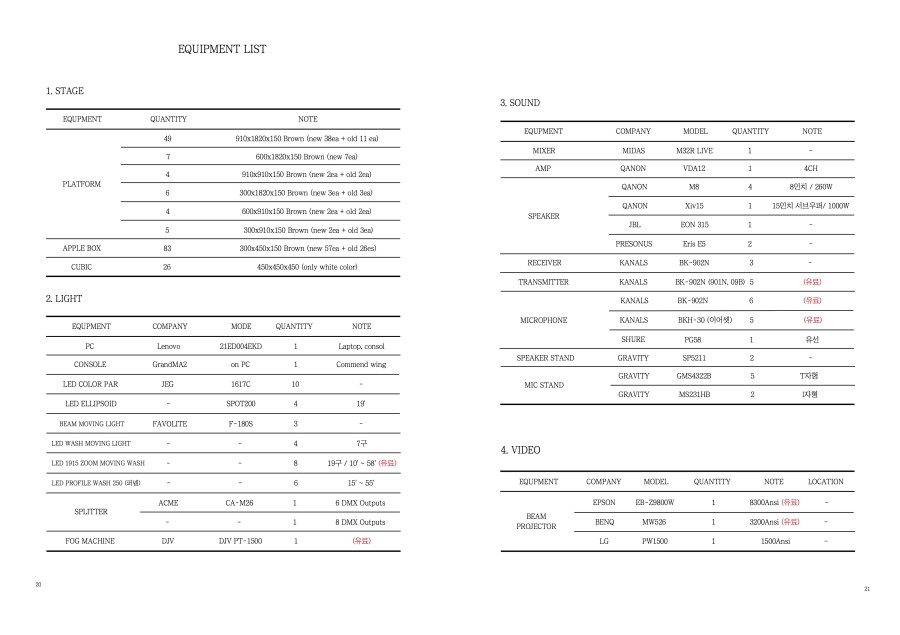 EQUIPMENT LIST
1. STAGE
EQUPMENT QUANTITY NOTE
PLATFORM
49 910x1820x150 Brown (new 38ea + old 11 ea)
7 600x1820x150 Brown (new 7ea)
4 910x910x150 Brown (new 2ea + old 2ea)
6 300x1820x150 Brown (new 3ea + old 3ea)
4 600x910x150 Brown (new 2ea + old 2ea)
5 300x910x150 Brown (new 2ea + old 3ea)
APPLE BOX 83 300x450x150 Brown (new 57ea + old 26es)
CUBIC 26 450x450x450 (only white color)
2. LIGHT
EQUPMENT COMPANY MODE QUANTITY NOTE
PC Lenovo 21ED004EKD 1 Laptop, consol
CONSOLE GrandMA2 on PC 1 Commend wing
LED COLOR PAR JEG 1617C 10 -
LED ELLIPSOID - SPOT200 4 19'
BEAM MOVING LIGHT FAVOLITE F-180S 3 -
LED WASH MOVING LIGHT - - 4 7구
LED 1915 ZOOM MOVING WASH - - 8 19구 / 10' ~ 58' (유료)
LED PROFILE WASH 250 (퍼넬) - - 6 15' ~ 55'
SPLITTER
ACME CA-M26 1 6 DMX Outputs
- - 1 8 DMX Outputs
FOG MACHINE DJV DJV PT-1500 1 (유료)
20
3. SOUND
EQUPMENT COMPANY MODEL QUANTITY NOTE
MIXER MIDAS M32R LIVE 1 -
AMP QANON VDA12 1 4CH
SPEAKER
QANON M8 4 8인치 / 260W
QANON Xiv15 1 15인치 서브우퍼/ 1000W
JBL EON 315 1 -
PRESONUS Eris E5 2 -
RECEIVER KANALS BK-902N 3 -
TRANSMITTER KANALS BK-902N (901N, 09B) 5 (유료)
MICROPHONE
KANALS BK-902N 6 (유료)
KANALS BKH-30 (이어셋) 5 (유료)
SHURE PG58 1 유선
SPEAKER STAND GRAVITY SP5211 2 -
MIC STAND
GRAVITY GMS4322B 5 T자형
GRAVITY MS231HB 2 I자형
4. VIDEO
EQUPMENT COMPANY MODEL QUANTITY NOTE LOCATION
BEAM
PROJECTOR
EPSON EB-Z9800W 1 8300Ansi (유료) -
BENQ MW526 1 3200Ansi (유료) -
LG PW1500 1 1500Ansi -
21